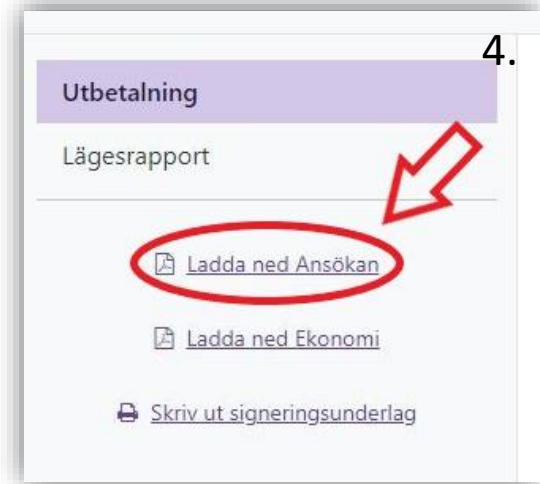 4.
Utbetalning
Lägesrapport
Ladda ned Ansökan
Ladda ned Ekonomi
Skriv ut signeringsunderlag